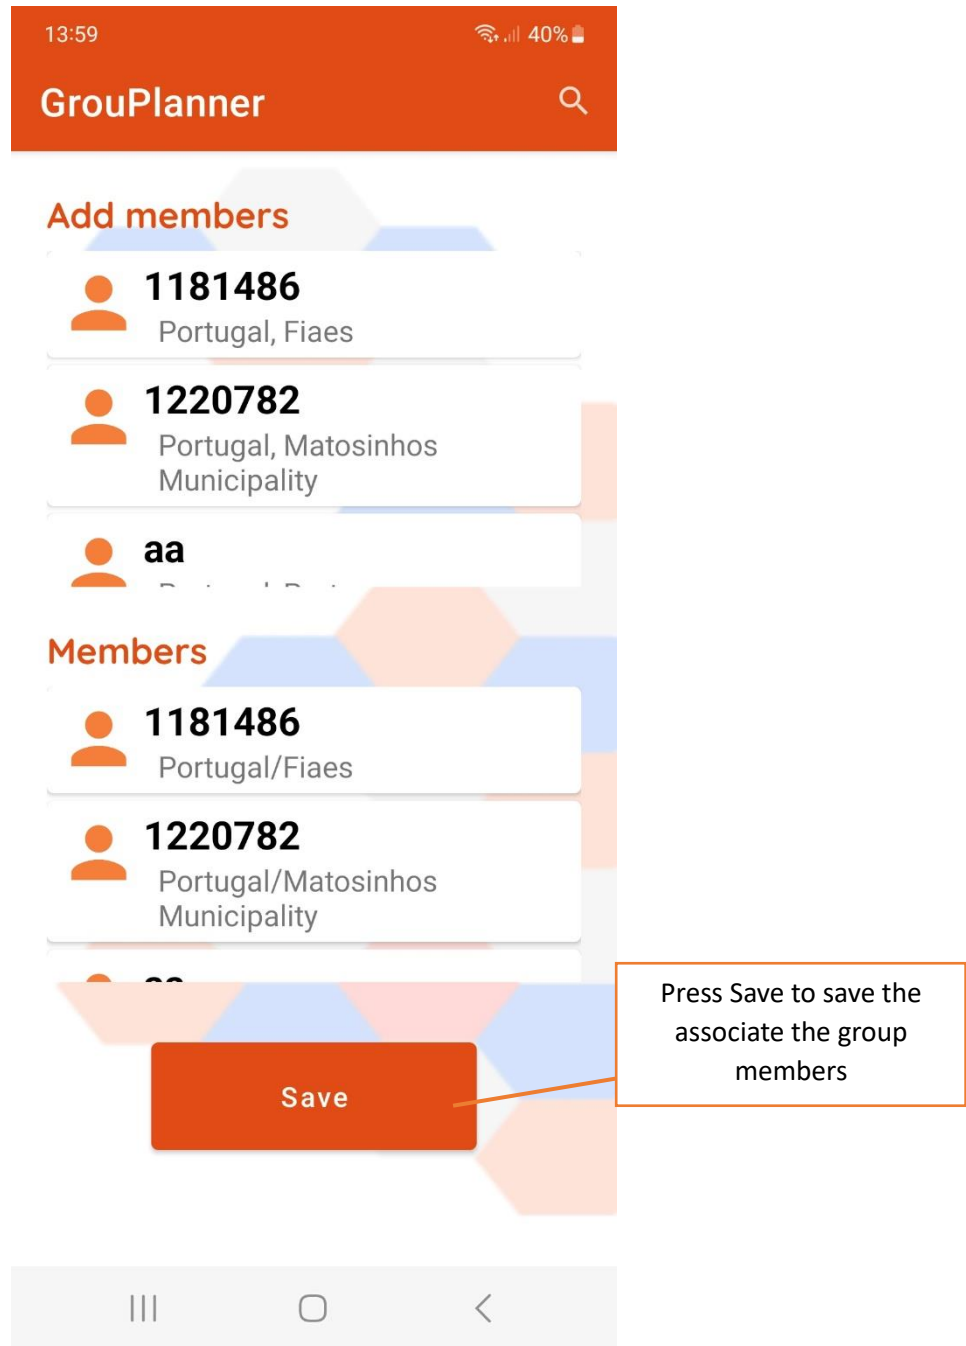 13:59
40%
GrouPlanner
Add members
1181486
Portugal, Fiaes
1220782
Portugal, Matosinhos
Municipality
aa
Members
1181486
Portugal/Fiaes
1220782
Portugal/Matosinhos
Municipality
Save
Press Save to save the
associate the group
members